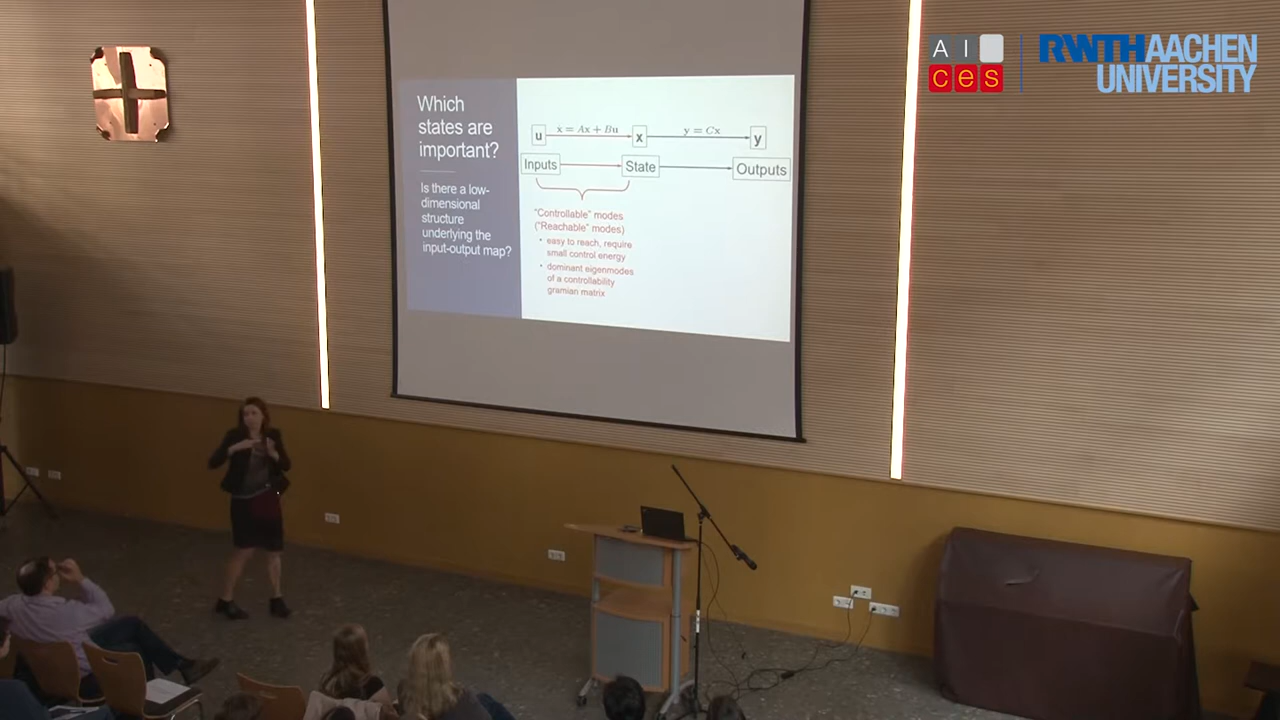 AI
ces
RWTHAACHEN
UNIVERSITY
Which
states are
important?
Is there a low-
dimensional
structure
underlying the
input-output map?
u ẋ = Ax + Bu x y = Cx y
Inputs State Outputs
"Controllable" modes
("Reachable" modes)
• easy to reach, require
small control energy
• dominant eigenmodes
of a controllability
gramian matrix